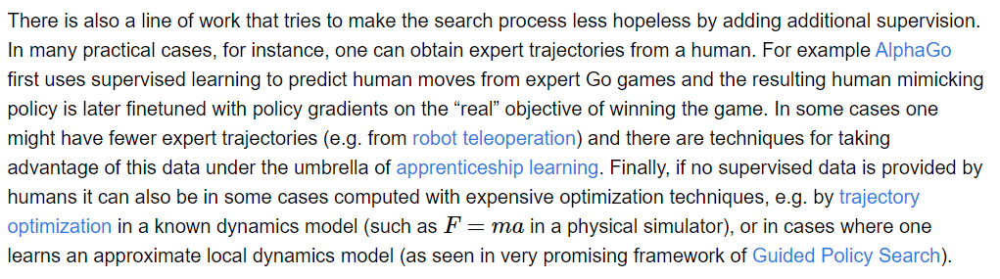 There is also a line of work that tries to make the search process less hopeless by adding additional supervision.
In many practical cases, for instance, one can obtain expert trajectories from a human. For example AlphaGo
first uses supervised learning to predict human moves from expert Go games and the resulting human mimicking
policy is later finetuned with policy gradients on the “real” objective of winning the game. In some cases one
might have fewer expert trajectories (e.g. from robot teleoperation) and there are techniques for taking
advantage of this data under the umbrella of apprenticeship learning. Finally, if no supervised data is provided by
humans it can also be in some cases computed with expensive optimization techniques, e.g. by trajectory
optimization in a known dynamics model (such as F = ma in a physical simulator), or in cases where one
learns an approximate local dynamics model (as seen in very promising framework of Guided Policy Search).